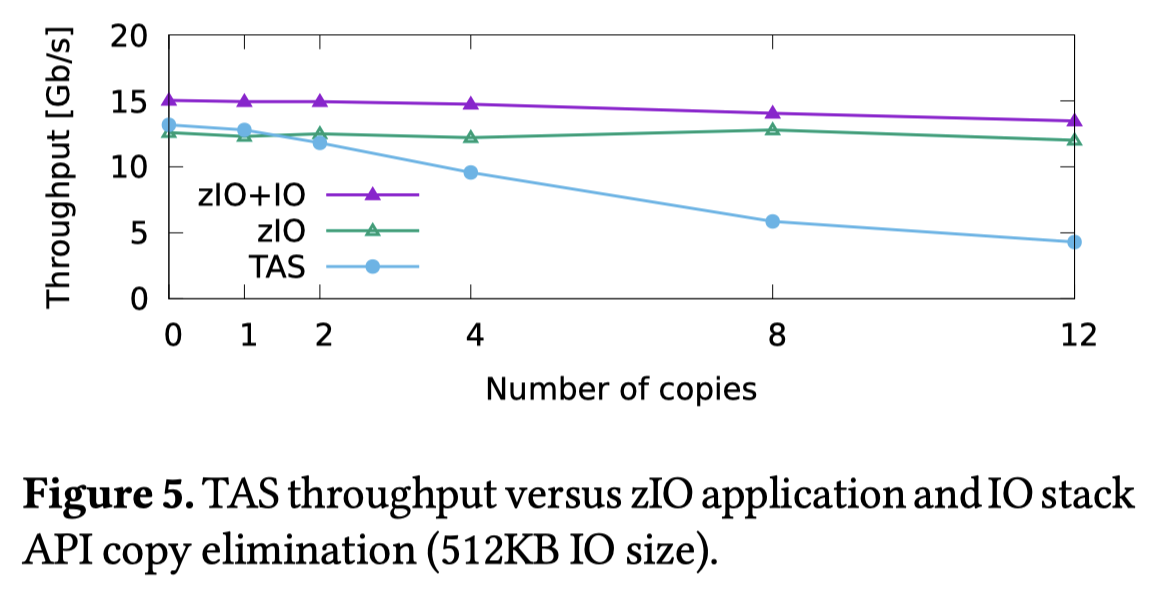 20
15
10
5
0
Throughput [Gb/s]
zIO+IO
zIO
TAS
0 1 2 4 8 12
Number of copies
Figure 5. TAS throughput versus zIO application and IO stack
API copy elimination (512KB IO size).